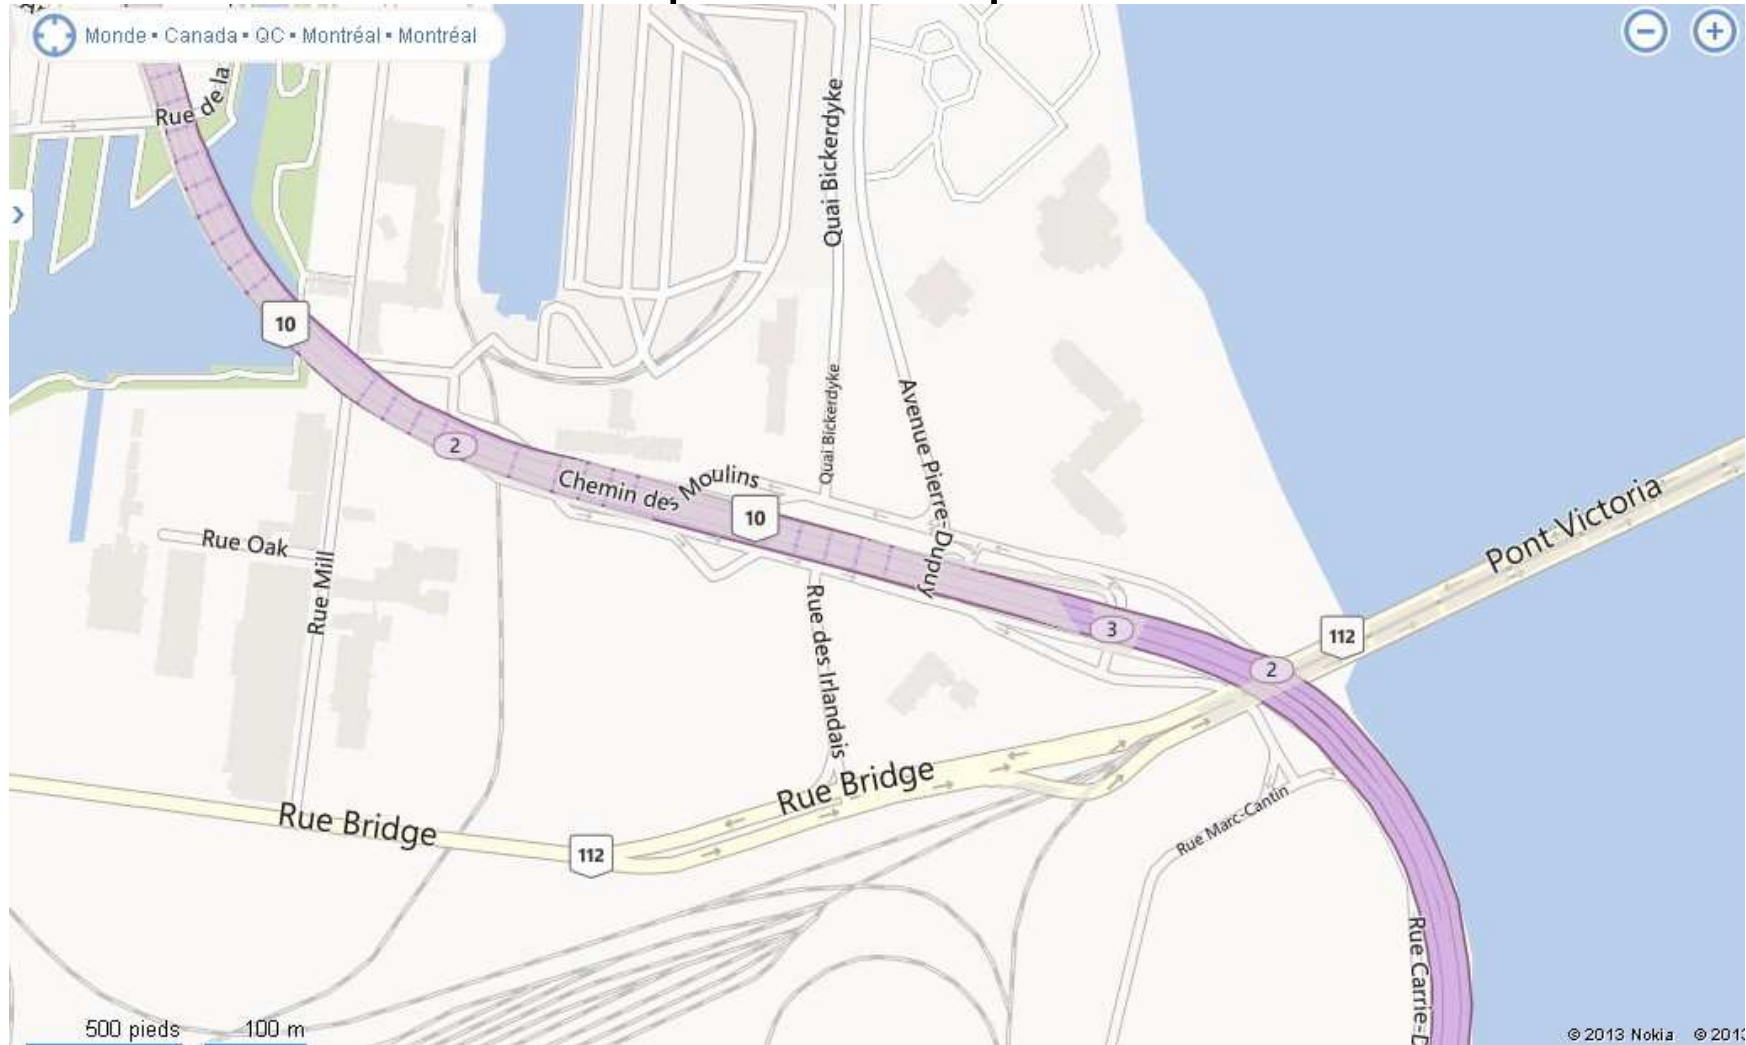 Monde ▪ Canada ▪ QC ▪ Montréal ▪ Montréal
Rue de la
Quai Bickerdyke
10
Quai Bickerdyke
Avenue Pierre-Dupuy
2
Chemin des Moulins
10
Pont Victoria
Rue Oak
Rue Mill
Rue des Irlandais
3
112
2
Rue Bridge
Rue Bridge
112
Rue Marc-Cantin
Rue Carrie-D
500 pieds
100 m
© 2013 Nokia
© 2013